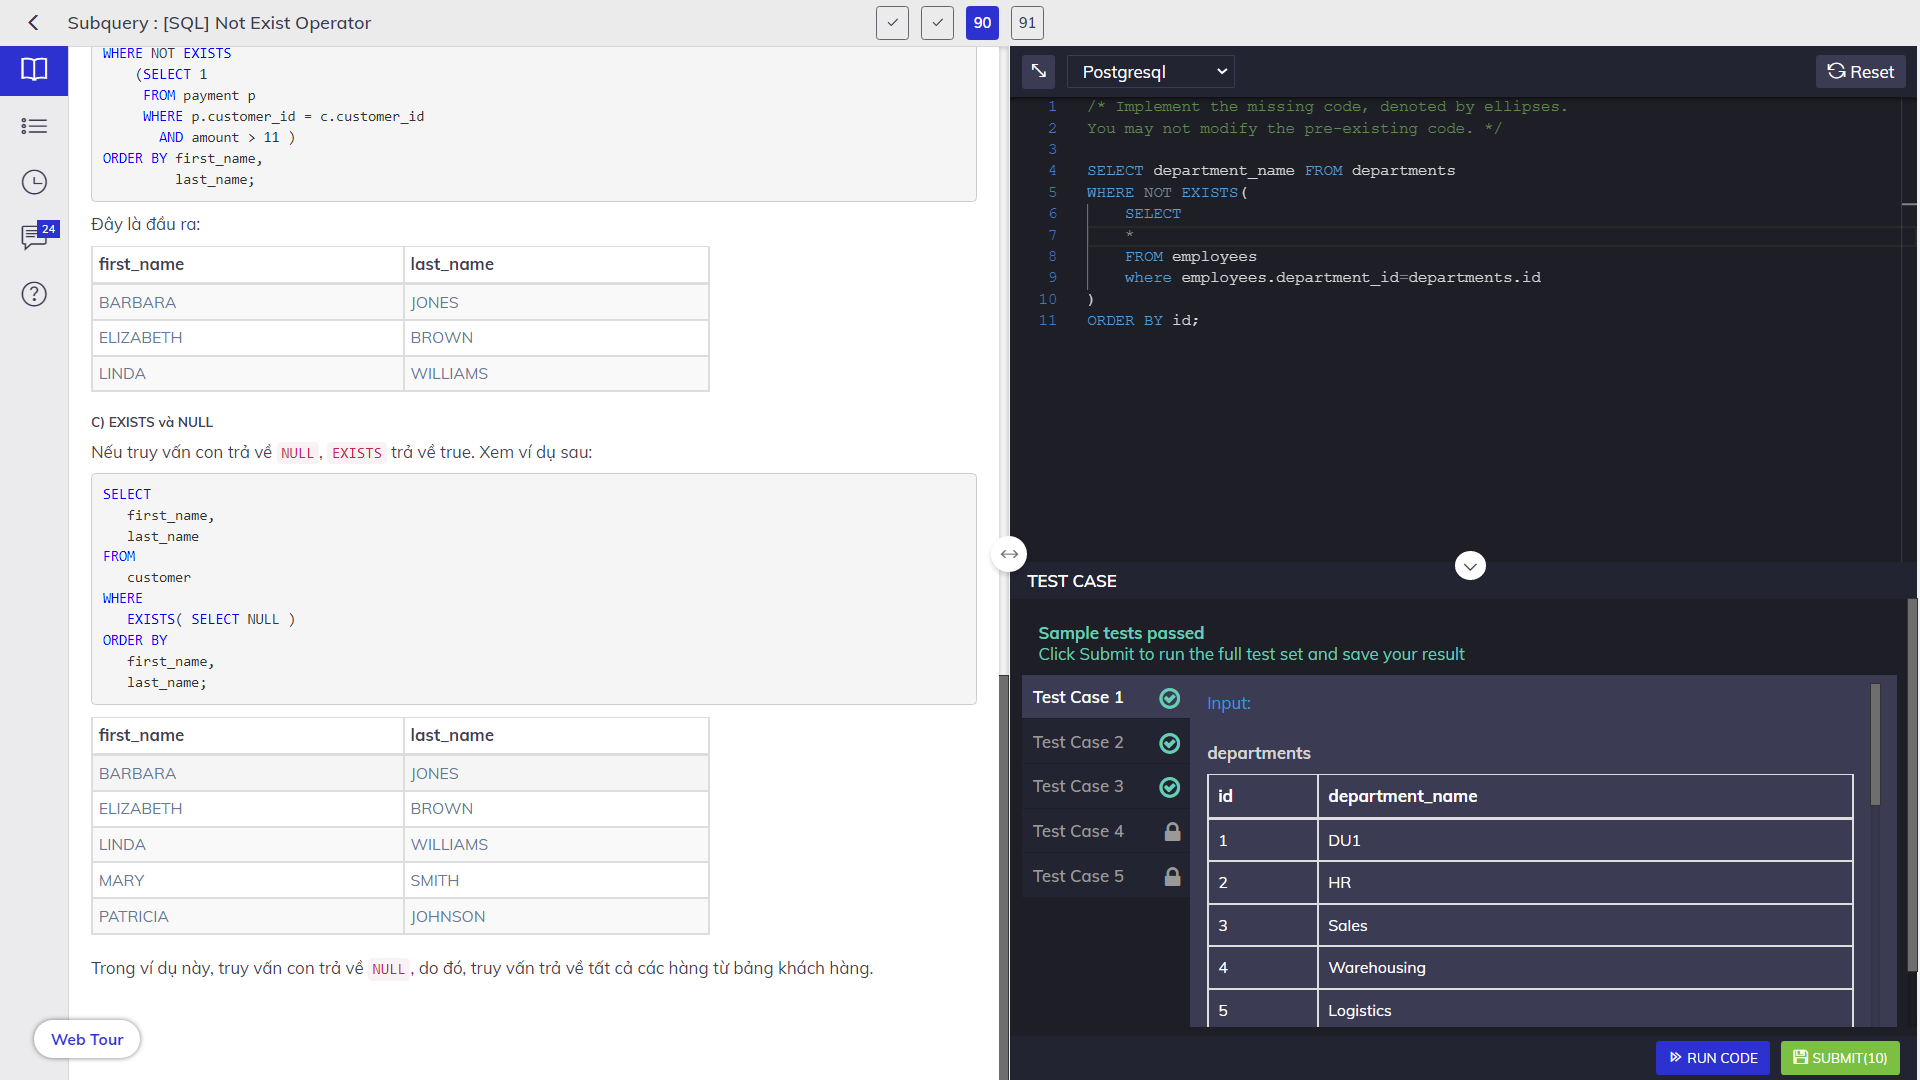 Subquery : [SQL] Not Exist Operator
90
91
24
WHERE NOT EXISTS
(SELECT 1
FROM payment p
WHERE p.customer_id = c.customer_id
AND amount > 11 )
ORDER BY first_name,
last_name;
Đây là đầu ra:
first_name last_name
BARBARA JONES
ELIZABETH BROWN
LINDA WILLIAMS
C) EXISTS và NULL
Nếu truy vấn con trả về NULL, EXISTS trả về true. Xem ví dụ sau:
SELECT
first_name,
last_name
FROM
customer
WHERE
EXISTS( SELECT NULL )
ORDER BY
first_name,
last_name;
first_name last_name
BARBARA JONES
ELIZABETH BROWN
LINDA WILLIAMS
MARY SMITH
PATRICIA JOHNSON
Trong ví dụ này, truy vấn con trả về NULL, do đó, truy vấn trả về tất cả các hàng từ bảng khách hàng.
Web Tour
Postgresql
Reset
1 /* Implement the missing code, denoted by ellipses.
2 You may not modify the pre-existing code. */
3
4 SELECT department_name FROM departments
5 WHERE NOT EXISTS(
6 SELECT
7 *
8 FROM employees
9 where employees.department_id=departments.id
10 )
11 ORDER BY id;
TEST CASE
Sample tests passed
Click Submit to run the full test set and save your result
Test Case 1
Test Case 2
Test Case 3
Test Case 4
Test Case 5
Input:
departments
id department_name
1 DU1
2 HR
3 Sales
4 Warehousing
5 Logistics
RUN CODE
SUBMIT(10)